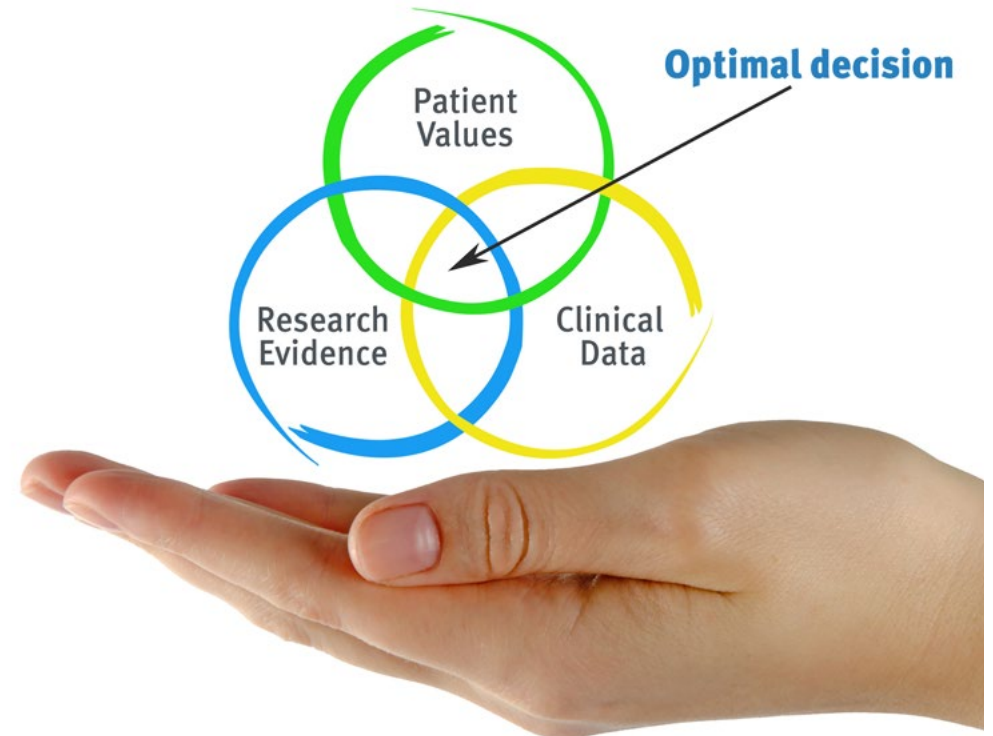 Optimal decision
Patient
Values
Research
Evidence
Clinical
Data